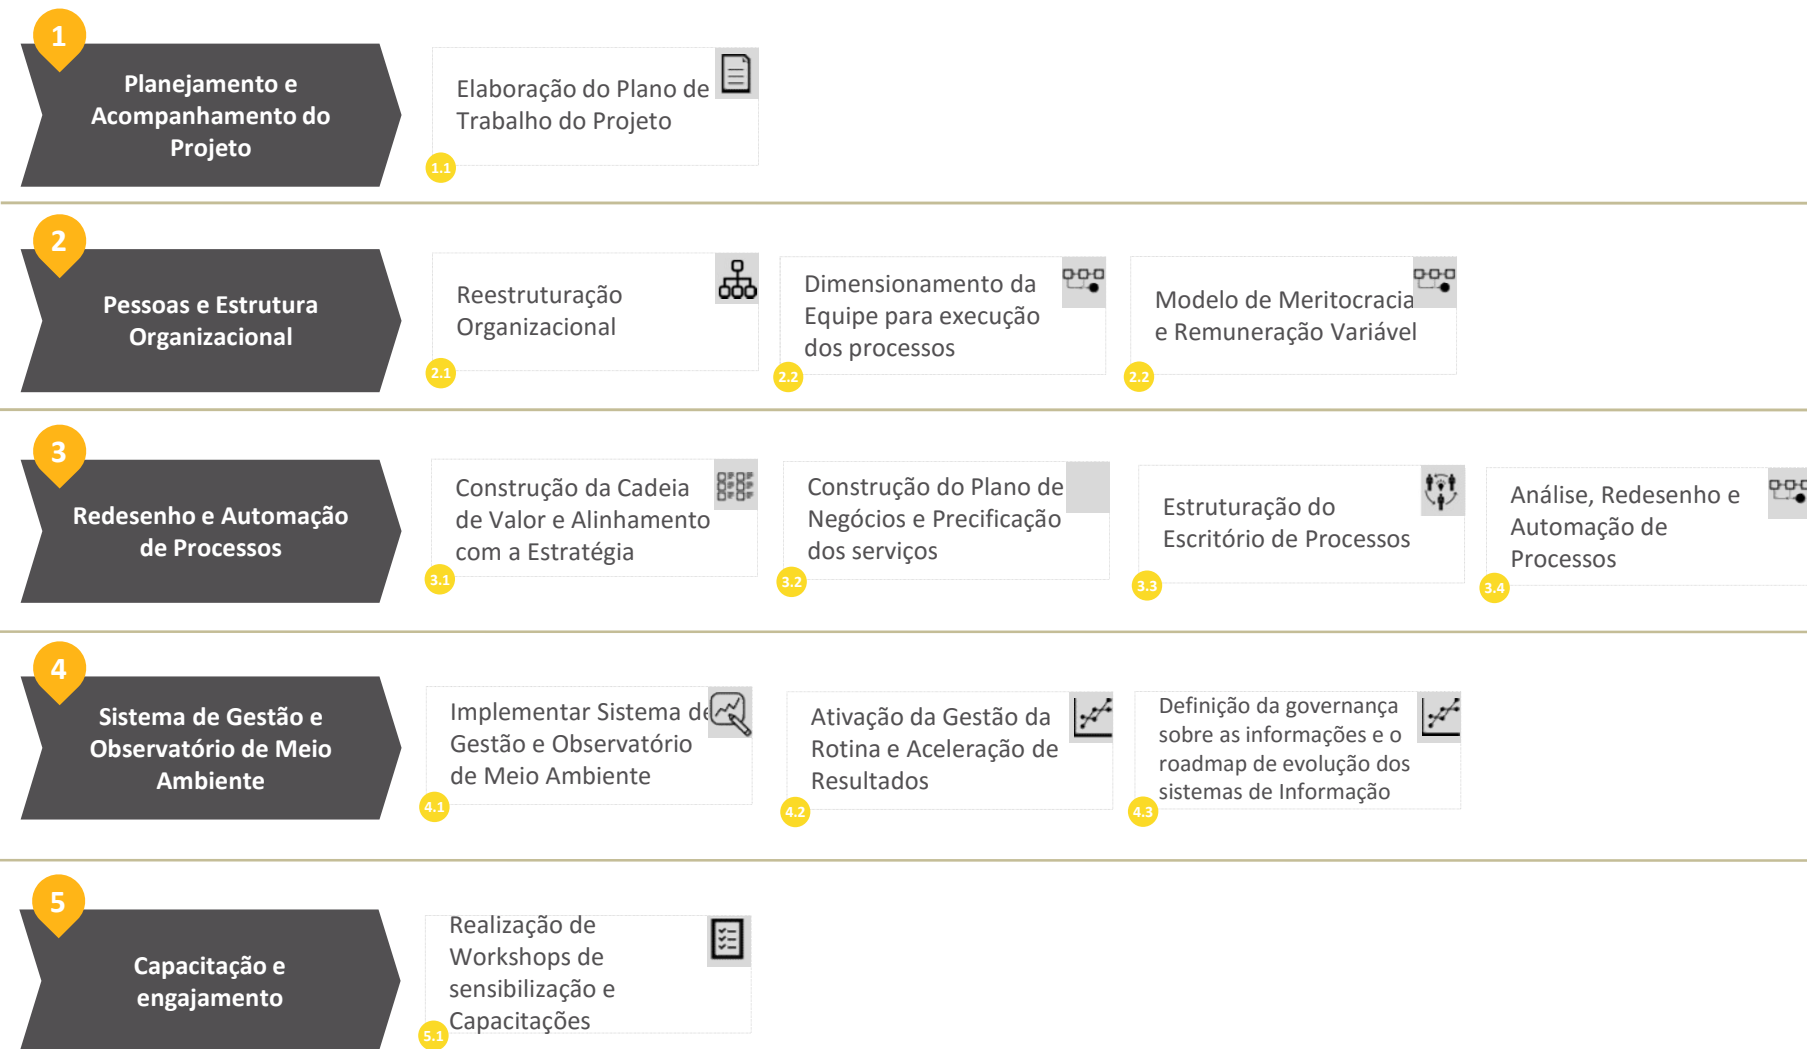 1
Planejamento e
Acompanhamento do
Projeto
Elaboração do Plano de
Trabalho do Projeto
1.1
2
Pessoas e Estrutura
Organizacional
Reestruturação
Organizacional
2.1
Dimensionamento da
Equipe para execução
dos processos
2.2
Modelo de Meritocracia
e Remuneração Variável
2.2
3
Redesenho e Automação
de Processos
Construção da Cadeia
de Valor e Alinhamento
com a Estratégia
3.1
Construção do Plano de
Negócios e Precificação
dos serviços
3.2
Estruturação do
Escritório de Processos
3.3
Análise, Redesenho e
Automação de
Processos
3.4
4
Sistema de Gestão e
Observatório de Meio
Ambiente
Implementar Sistema de
Gestão e Observatório
de Meio Ambiente
4.1
Ativação da Gestão da
Rotina e Aceleração de
Resultados
4.2
Definição da governança
sobre as informações e o
roadmap de evolução dos
sistemas de Informação
4.3
5
Capacitação e
engajamento
Realização de
Workshops de
sensibilização e
Capacitações
5.1